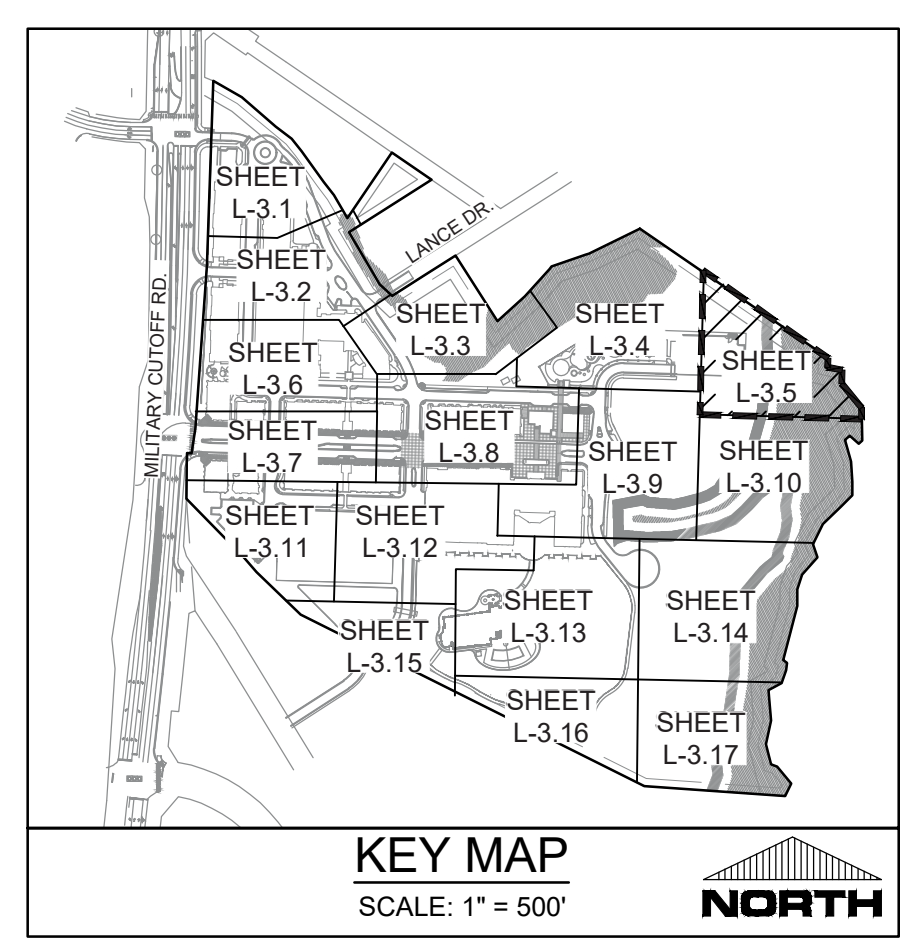 SHEET
L-3.1
LANCE DR.
SHEET
L-3.2
MILITARY CUTOFF RD.
SHEET
L-3.3
SHEET
L-3.4
SHEET
L-3.5
SHEET
L-3.6
SHEET
L-3.7
SHEET
L-3.8
SHEET
L-3.9
SHEET
L-3.10
SHEET
L-3.11
SHEET
L-3.12
SHEET
L-3.13
SHEET
L-3.14
SHEET
L-3.15
SHEET
L-3.16
SHEET
L-3.17
KEY MAP
SCALE: 1" = 500'
NORTH